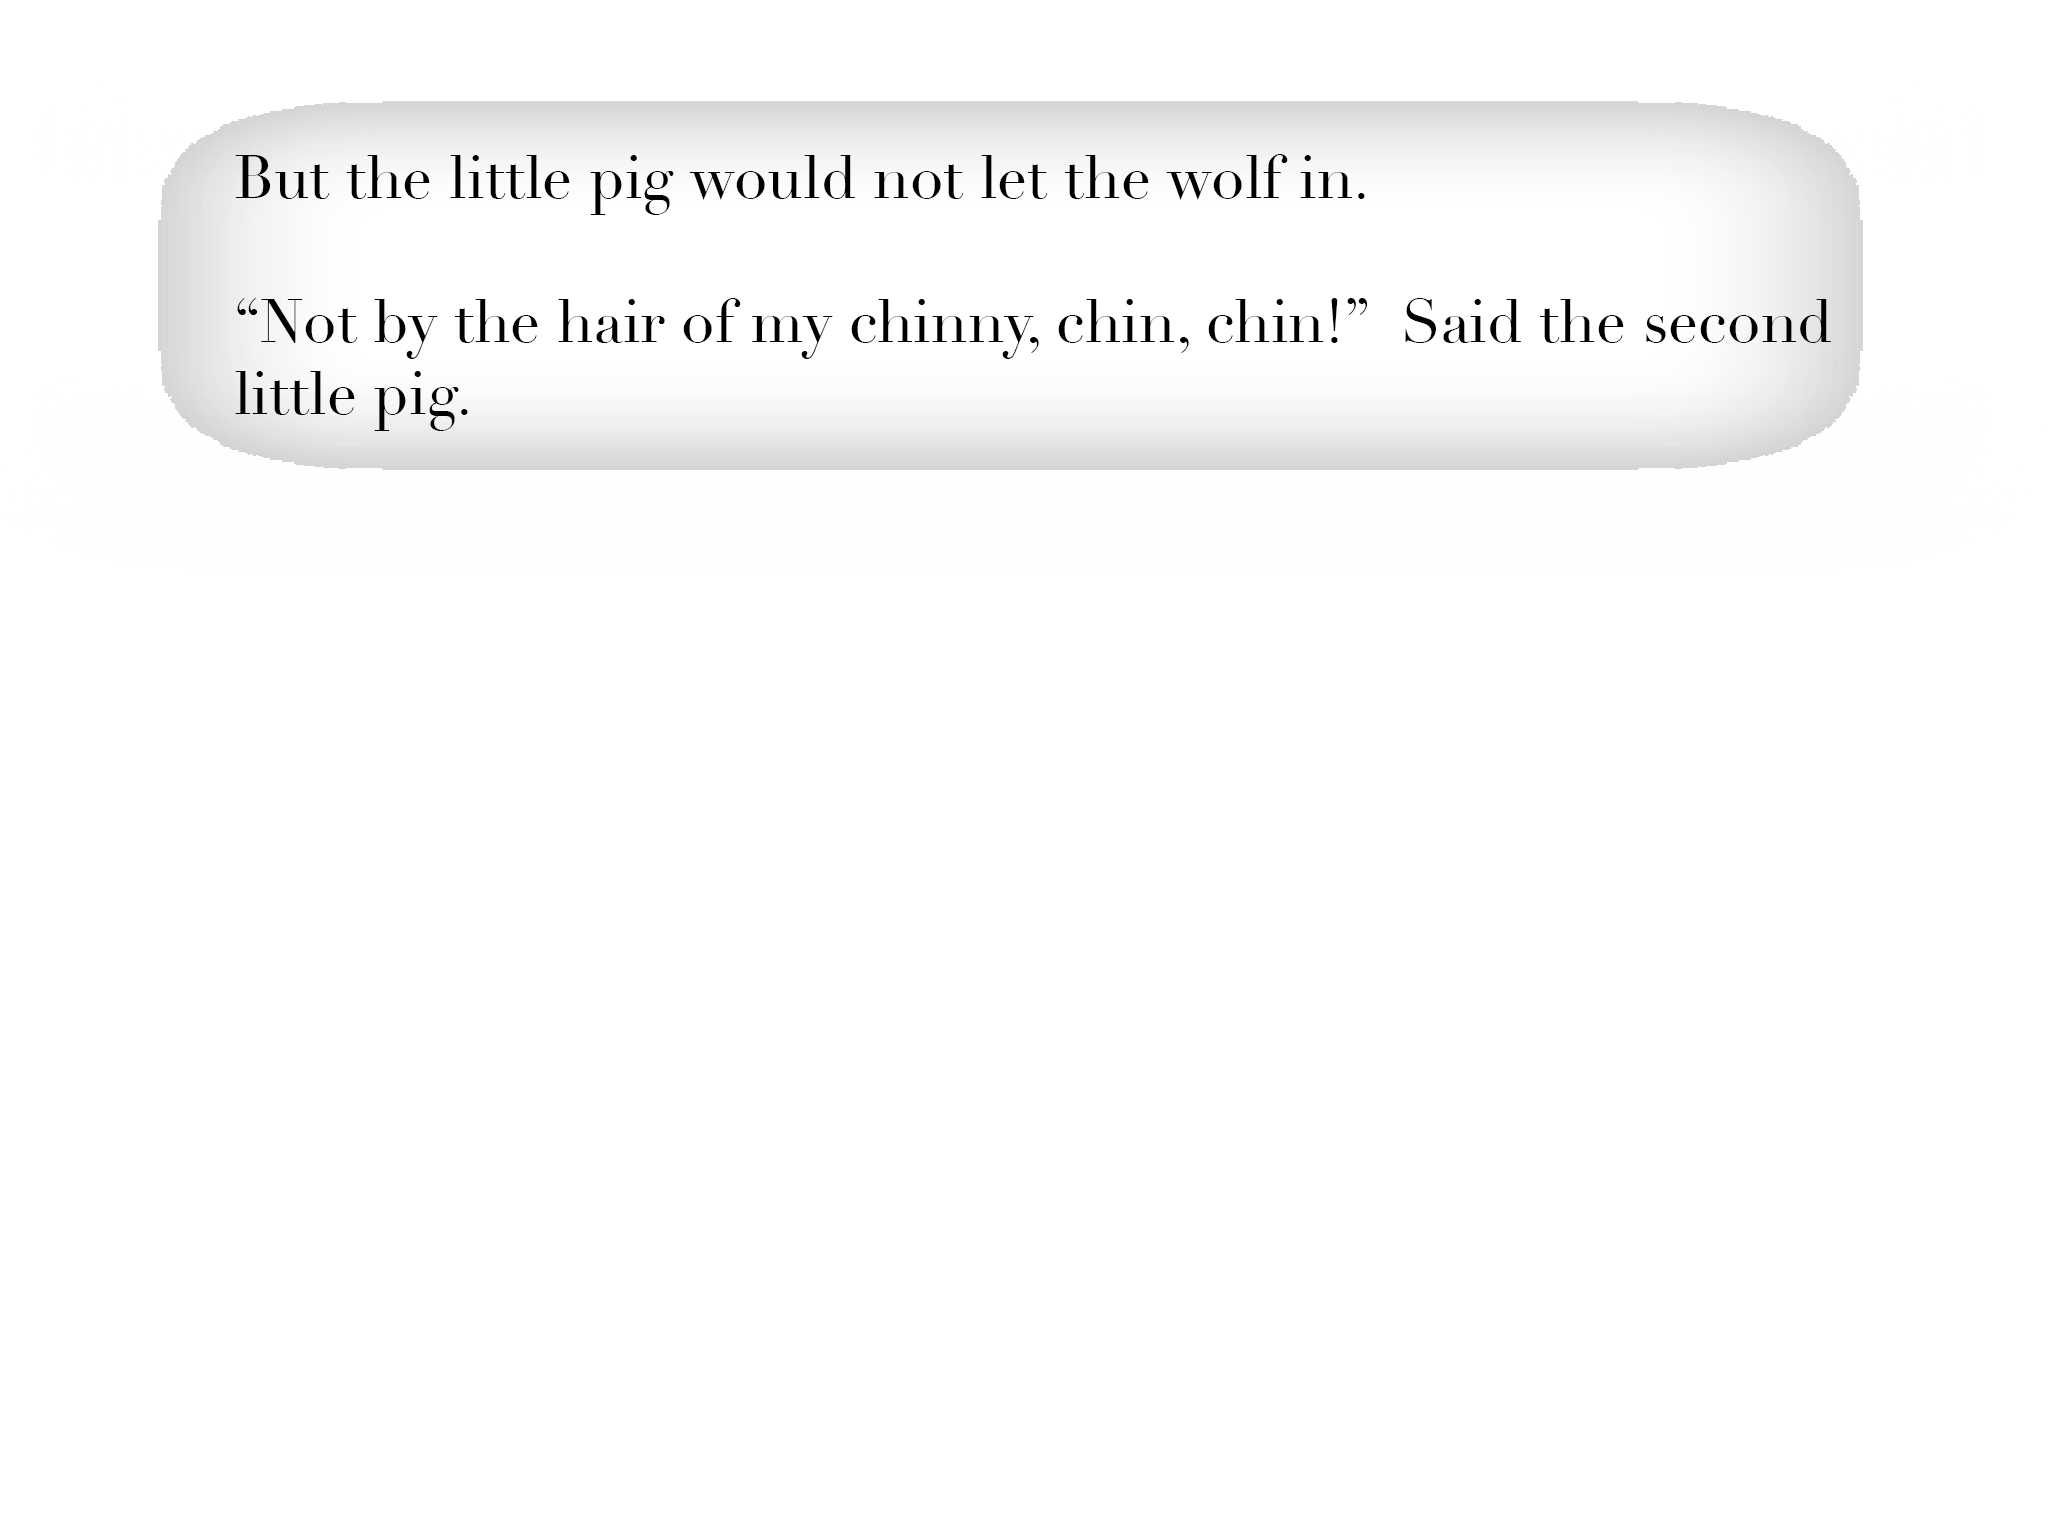 But the little pig would not let the wolf in.
“Not by the hair of my chinny, chin, chin!”  Said the second
little pig.